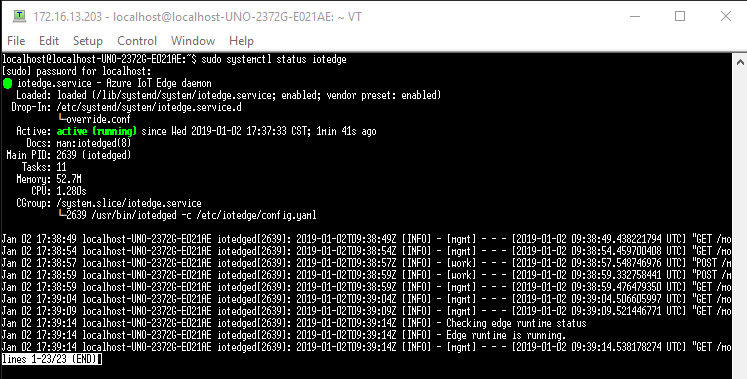 172.16.13.203 - localhost@localhost-UNO-2372G-E021AE: ~ VT
File Edit Setup Control Window Help
localhost@localhost-UNO-2372G-E021AE:~$ sudo systemctl status iotedge
[sudo] password for localhost:
● iotedge.service - Azure IoT Edge daemon
Loaded: loaded (/lib/systemd/system/iotedge.service; enabled; vendor preset: enabled)
Drop-In: /etc/systemd/system/iotedge.service.d
└─override.conf
Active: active (running) since Wed 2019-01-02 17:37:33 CST; 1min 41s ago
Docs: man:iotedged(8)
Main PID: 2639 (iotedged)
Tasks: 11
Memory: 52.7M
CPU: 1.280s
CGroup: /system.slice/iotedge.service
└─2639 /usr/bin/iotedged -c /etc/iotedge/config.yaml
Jan 02 17:38:49 localhost-UNO-2372G-E021AE iotedged[2639]: 2019-01-02T09:38:49Z [INFO] - [mgmt] - - - [2019-01-02 09:38:49.438221794 UTC] "GET /mo
Jan 02 17:38:54 localhost-UNO-2372G-E021AE iotedged[2639]: 2019-01-02T09:38:54Z [INFO] - [mgmt] - - - [2019-01-02 09:38:54.459700408 UTC] "GET /mo
Jan 02 17:38:57 localhost-UNO-2372G-E021AE iotedged[2639]: 2019-01-02T09:38:57Z [INFO] - [work] - - - [2019-01-02 09:38:57.548746976 UTC] "POST /m
Jan 02 17:38:59 localhost-UNO-2372G-E021AE iotedged[2639]: 2019-01-02T09:38:59Z [INFO] - [work] - - - [2019-01-02 09:38:59.332758441 UTC] "POST /m
Jan 02 17:38:59 localhost-UNO-2372G-E021AE iotedged[2639]: 2019-01-02T09:38:59Z [INFO] - [mgmt] - - - [2019-01-02 09:38:59.476479350 UTC] "GET /mo
Jan 02 17:39:04 localhost-UNO-2372G-E021AE iotedged[2639]: 2019-01-02T09:39:04Z [INFO] - [mgmt] - - - [2019-01-02 09:39:04.506605997 UTC] "GET /mo
Jan 02 17:39:09 localhost-UNO-2372G-E021AE iotedged[2639]: 2019-01-02T09:39:09Z [INFO] - [mgmt] - - - [2019-01-02 09:39:09.521446771 UTC] "GET /mo
Jan 02 17:39:14 localhost-UNO-2372G-E021AE iotedged[2639]: 2019-01-02T09:39:14Z [INFO] - Checking edge runtime status
Jan 02 17:39:14 localhost-UNO-2372G-E021AE iotedged[2639]: 2019-01-02T09:39:14Z [INFO] - Edge runtime is running.
Jan 02 17:39:14 localhost-UNO-2372G-E021AE iotedged[2639]: 2019-01-02T09:39:14Z [INFO] - [mgmt] - - - [2019-01-02 09:39:14.538178274 UTC] "GET /mo
lines 1-23/23 (END)